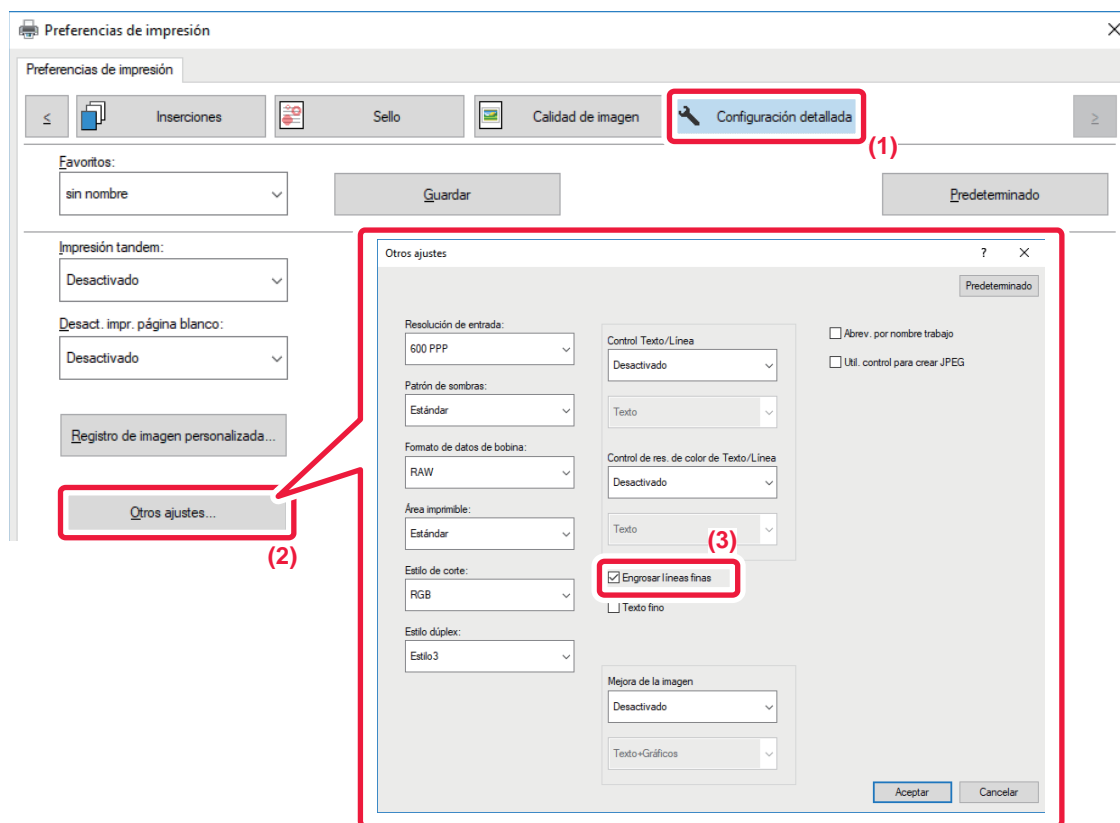 Preferencias de impresión
Preferencias de impresión
<
Inserciones
Sello
Calidad de imagen
Configuración detallada
>
(1)
Favoritos:
sin nombre
Guardar
Predeterminado
Impresión tandem:
Desactivado
Desact. impr. página blanco:
Desactivado
Registro de imagen personalizada...
Otros ajustes...
(2)
Otros ajustes
?
Predeterminado
Resolución de entrada:
600 PPP
Patrón de sombras:
Estándar
Formato de datos de bobina:
RAW
Área imprimible:
Estándar
Estilo de corte:
RGB
Estilo dúplex:
Estilo3
Control Texto/Línea
Desactivado
Texto
Control de res. de color de Texto/Línea
Desactivado
Texto
(3)
Engrosar líneas finas
Texto fino
Mejora de la imagen
Desactivado
Texto+Gráficos
Abrev. por nombre trabajo
Util. control para crear JPEG
Aceptar
Cancelar